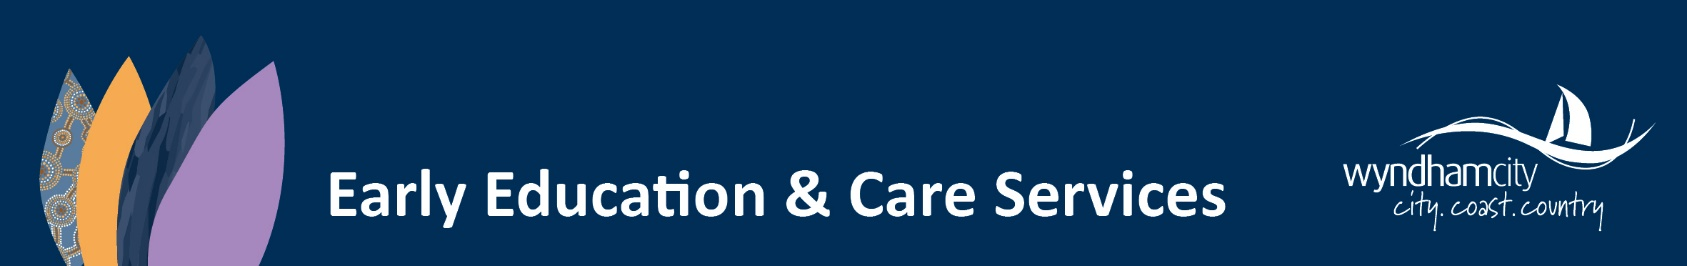 Early Education & Care Services
wyndhamcity
city. coast. country